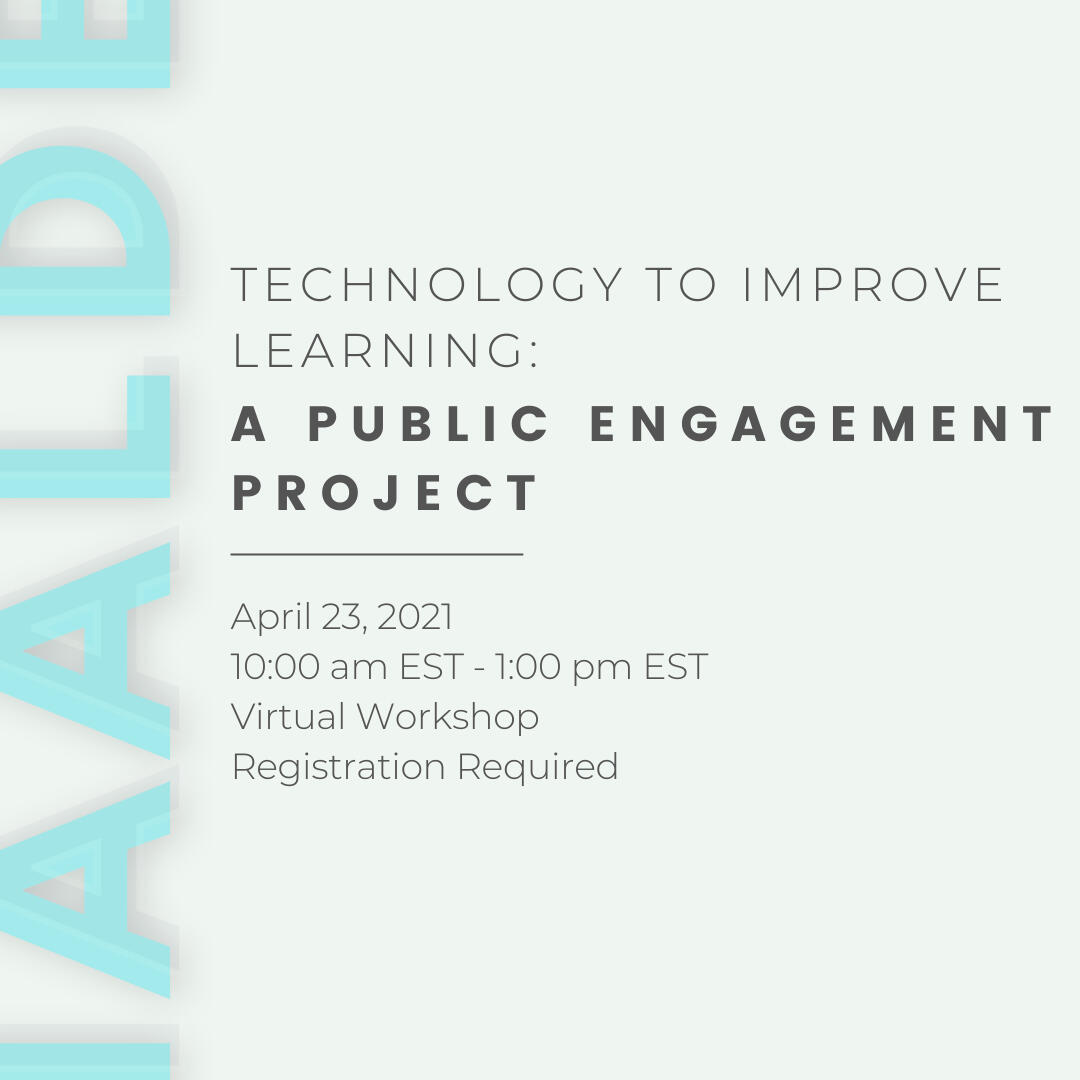 IAALDE
TECHNOLOGY TO IMPROVE
LEARNING:
A PUBLIC ENGAGEMENT
PROJECT
April 23, 2021
10:00 am EST - 1:00 pm EST
Virtual Workshop
Registration Required